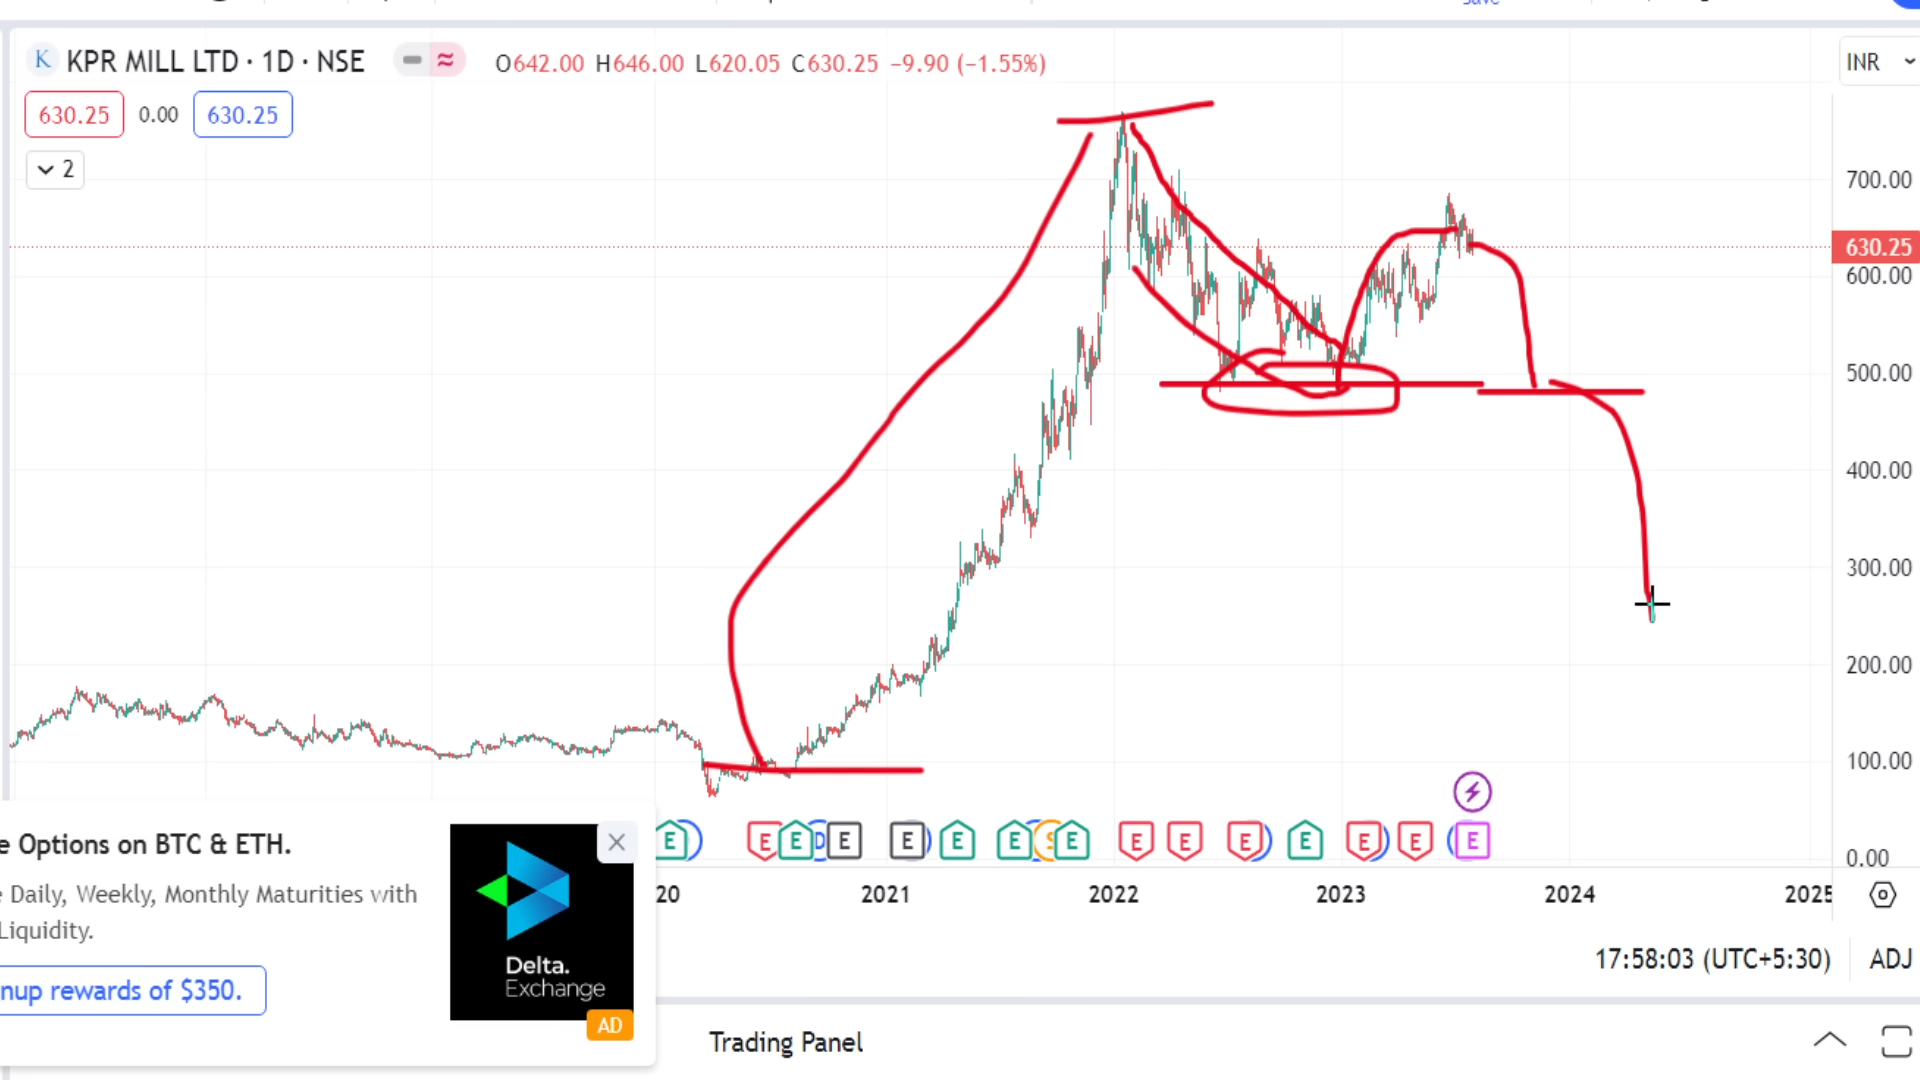 K KPR MILL LTD · 1D · NSE O642.00 H646.00 L620.05 C630.25 −9.90 (−1.55%) INR
630.25 0.00 630.25
2
700.00
630.25
600.00
500.00
400.00
300.00
200.00
100.00
0.00
E E E D E E E E S E E E E E E E E
20 2021 2022 2023 2024 2025
e Options on BTC & ETH.
e Daily, Weekly, Monthly Maturities with
Liquidity.
nup rewards of $350.
Delta.
Exchange
AD
17:58:03 (UTC+5:30) ADJ
Trading Panel